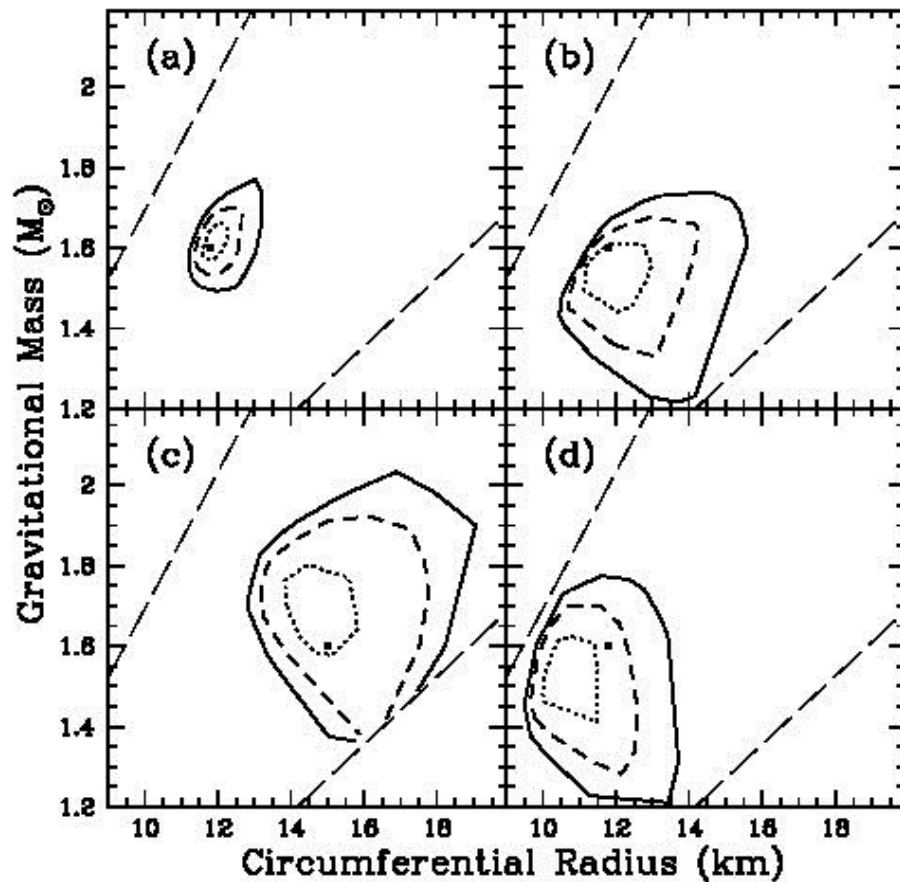 (a)
(b)
2
1.8
1.6
1.4
1.2
(c)
(d)
2
1.8
1.6
1.4
1.2
10 12 14 16 18 10 12 14 16 18
Circumferential Radius (km)
Gravitational Mass (M⊙)